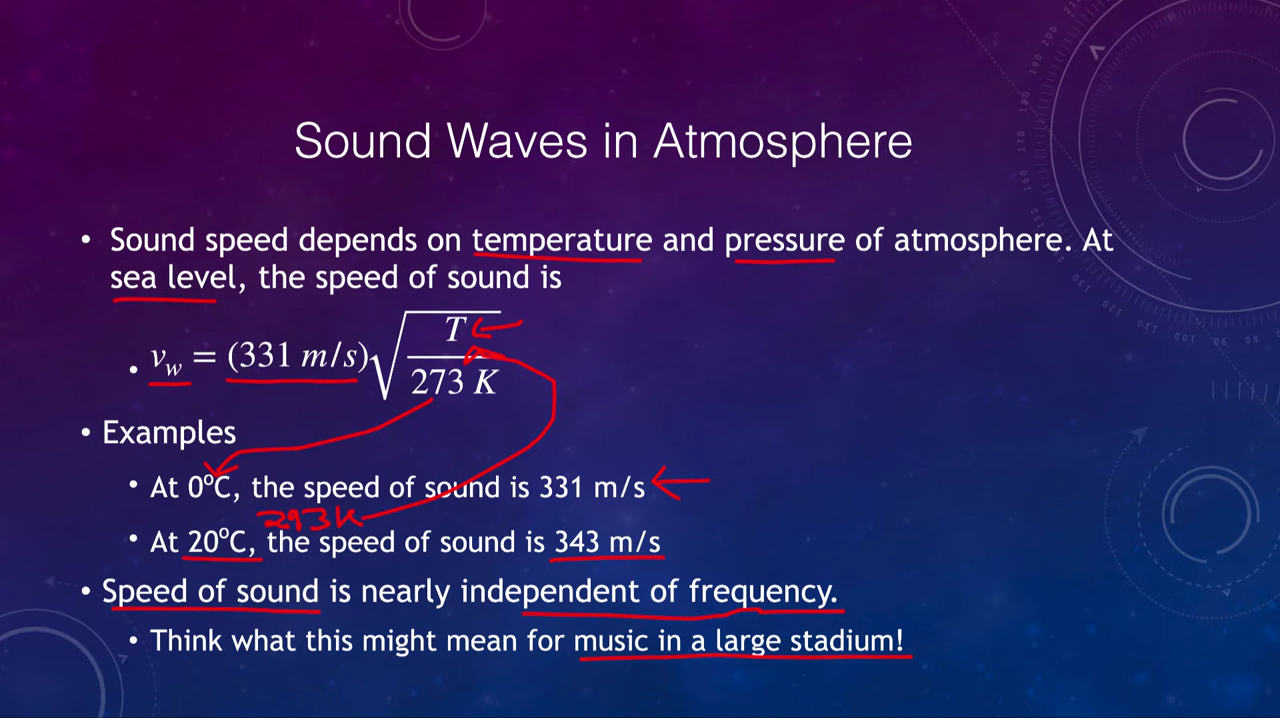 Sound Waves in Atmosphere
• Sound speed depends on temperature and pressure of atmosphere. At
sea level, the speed of sound is
• v_w = (331 m/s)√(T / 273 K)
• Examples
• At 0°C, the speed of sound is 331 m/s
293K
• At 20°C, the speed of sound is 343 m/s
• Speed of sound is nearly independent of frequency.
• Think what this might mean for music in a large stadium!